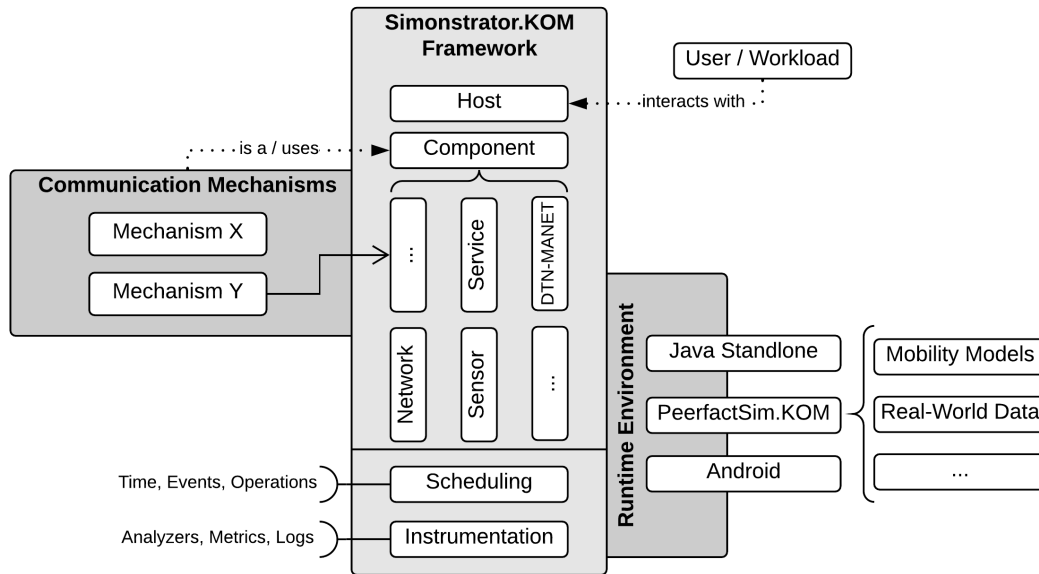 Simonstrator.KOM
Framework
User / Workload
Host
interacts with
is a / uses
Component
Communication Mechanisms
Mechanism X
Mechanism Y
...
Service
DTN-MANET
Network
Sensor
...
Runtime Environment
Java Standlone
PeerfactSim.KOM
Android
Mobility Models
Real-World Data
...
Time, Events, Operations
Scheduling
Analyzers, Metrics, Logs
Instrumentation